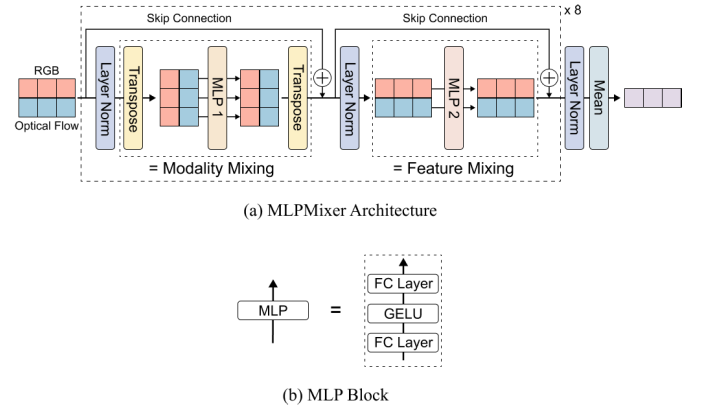 x 8
Skip Connection
Skip Connection
RGB
Optical Flow
Layer Norm
Transpose
MLP 1
Transpose
Layer Norm
MLP 2
Layer Norm
Mean
= Modality Mixing
= Feature Mixing
(a) MLPMixer Architecture
MLP
=
FC Layer
GELU
FC Layer
(b) MLP Block